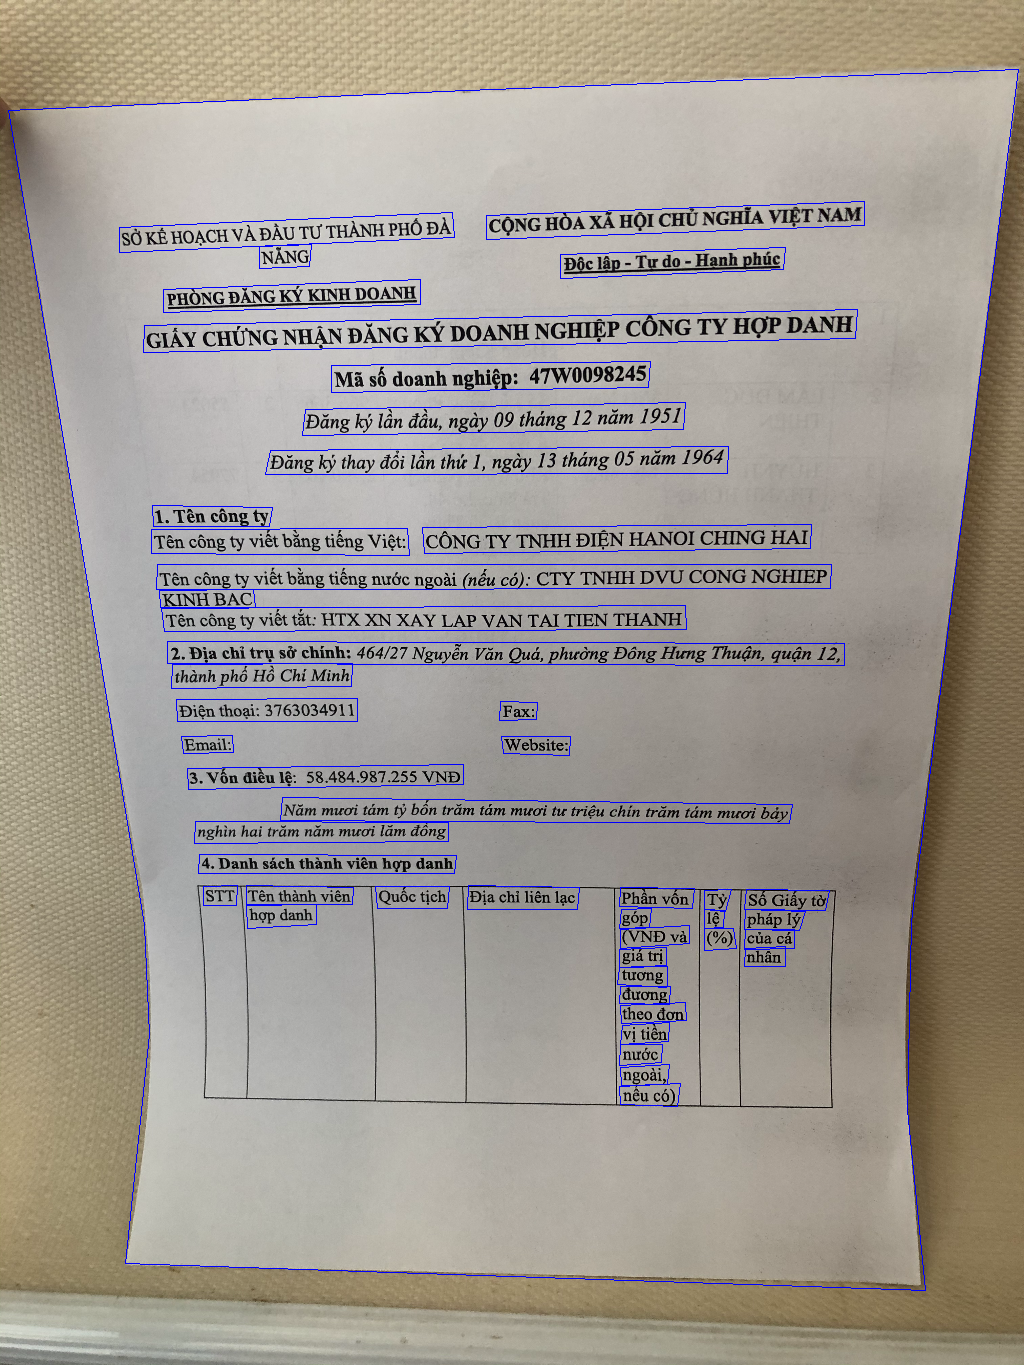 SỞ KẾ HOẠCH VÀ ĐẦU TƯ THÀNH PHỐ ĐÀ
NẴNG
CỘNG HÒA XÃ HỘI CHỦ NGHĨA VIỆT NAM
Độc lập - Tự do - Hanh phúc
PHÒNG ĐĂNG KÝ KINH DOANH
GIẤY CHỨNG NHẬN ĐĂNG KÝ DOANH NGHIỆP CÔNG TY HỢP DANH
Mã số doanh nghiệp: 47W0098245
Đăng ký lần đầu, ngày 09 tháng 12 năm 1951
Đăng ký thay đổi lần thứ 1, ngày 13 tháng 05 năm 1964
1. Tên công ty
Tên công ty viết bằng tiếng Việt: CÔNG TY TNHH ĐIỆN HANOI CHING HAI
Tên công ty viết bằng tiếng nước ngoài (nếu có): CTY TNHH DVU CONG NGHIEP
KINH BAC
Tên công ty viết tắt: HTX XN XAY LAP VAN TAI TIEN THANH
2. Địa chỉ trụ sở chính: 464/27 Nguyễn Văn Quá, phường Đông Hưng Thuận, quận 12,
thành phố Hồ Chí Minh
Điện thoại: 3763034911 Fax:
Email: Website:
3. Vốn điều lệ: 58.484.987.255 VNĐ
Năm mươi tám tỷ bốn trăm tám mươi tư triệu chín trăm tám mươi bảy
nghìn hai trăm năm mươi lăm đồng
4. Danh sách thành viên hợp danh
STT
Tên thành viên
hợp danh
Quốc tịch
Địa chỉ liên lạc
Phần vốn
góp
(VNĐ và
giá trị
tương
đương
theo đơn
vị tiền
nước
ngoài,
nếu có)
Tỷ
lệ
(%)
Số Giấy tờ
pháp lý
của cá
nhân